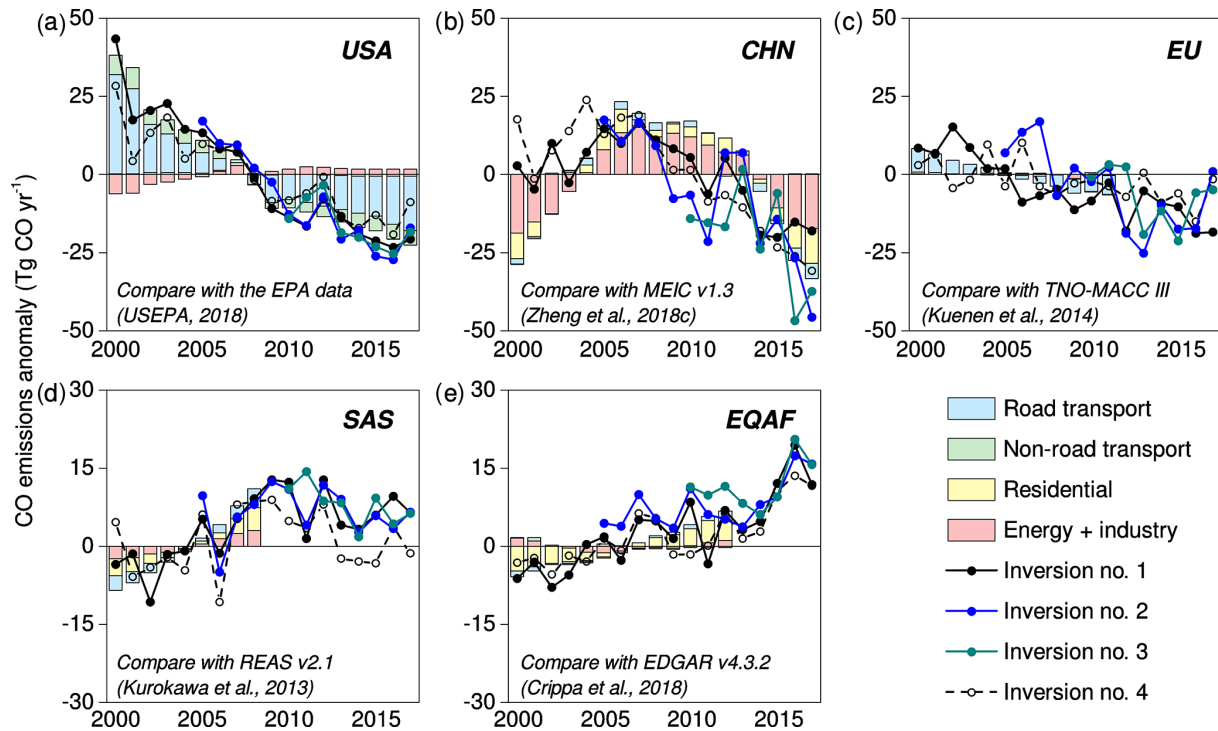 (a)
USA
(b)
CHN
(c)
EU
50
25
0
-25
-50
Compare with the EPA data
(USEPA, 2018)
2000 2005 2010 2015
50
25
0
-25
-50
Compare with MEIC v1.3
(Zheng et al., 2018c)
2000 2005 2010 2015
50
25
0
-25
-50
Compare with TNO-MACC III
(Kuenen et al., 2014)
2000 2005 2010 2015
CO emissions anomaly (Tg CO yr⁻¹)
(d)
SAS
30
15
0
-15
-30
Compare with REAS v2.1
(Kurokawa et al., 2013)
2000 2005 2010 2015
(e)
EQAF
30
15
0
-15
-30
Compare with EDGAR v4.3.2
(Crippa et al., 2018)
2000 2005 2010 2015
Road transport
Non-road transport
Residential
Energy + industry
Inversion no. 1
Inversion no. 2
Inversion no. 3
Inversion no. 4